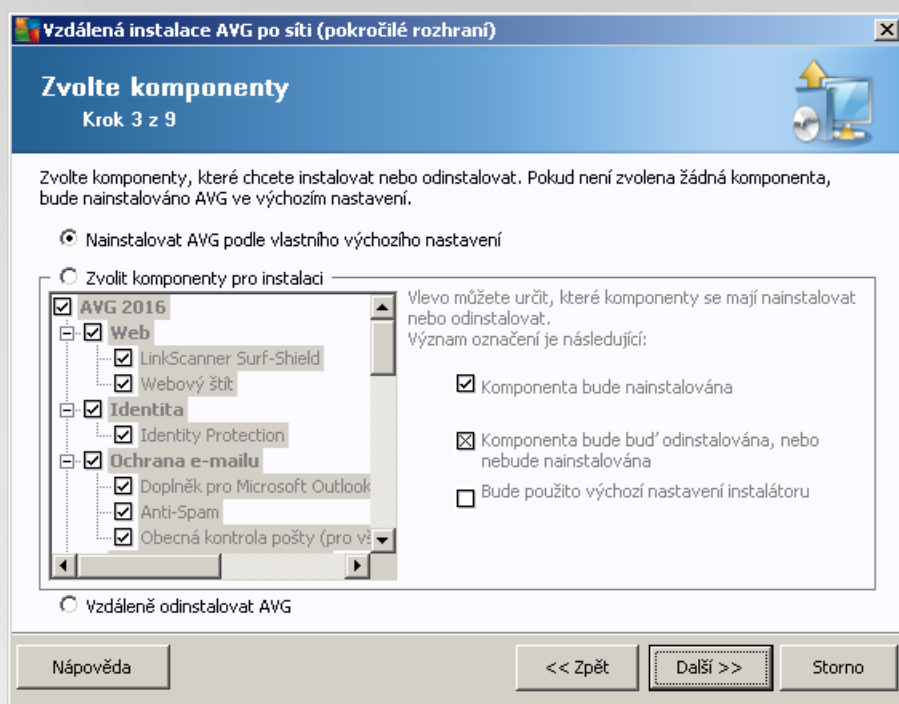 Vzdálená instalace AVG po síti (pokročilé rozhraní)
Zvolte komponenty
Krok 3 z 9
Zvolte komponenty, které chcete instalovat nebo odinstalovat. Pokud není zvolena žádná komponenta,
bude nainstalováno AVG ve výchozím nastavení.
Nainstalovat AVG podle vlastního výchozího nastavení
Zvolit komponenty pro instalaci
AVG 2016
Web
LinkScanner Surf-Shield
Webový štít
Identita
Identity Protection
Ochrana e-mailu
Doplněk pro Microsoft Outlook
Anti-Spam
Obecná kontrola pošty (pro
Vlevo můžete určit, které komponenty se mají nainstalovat
nebo odinstalovat.
Význam označení je následující:
Komponenta bude nainstalována
Komponenta bude buď odinstalována, nebo
nebude nainstalována
Bude použito výchozí nastavení instalátoru
Vzdáleně odinstalovat AVG
Nápověda
<< Zpět
Další >>
Storno